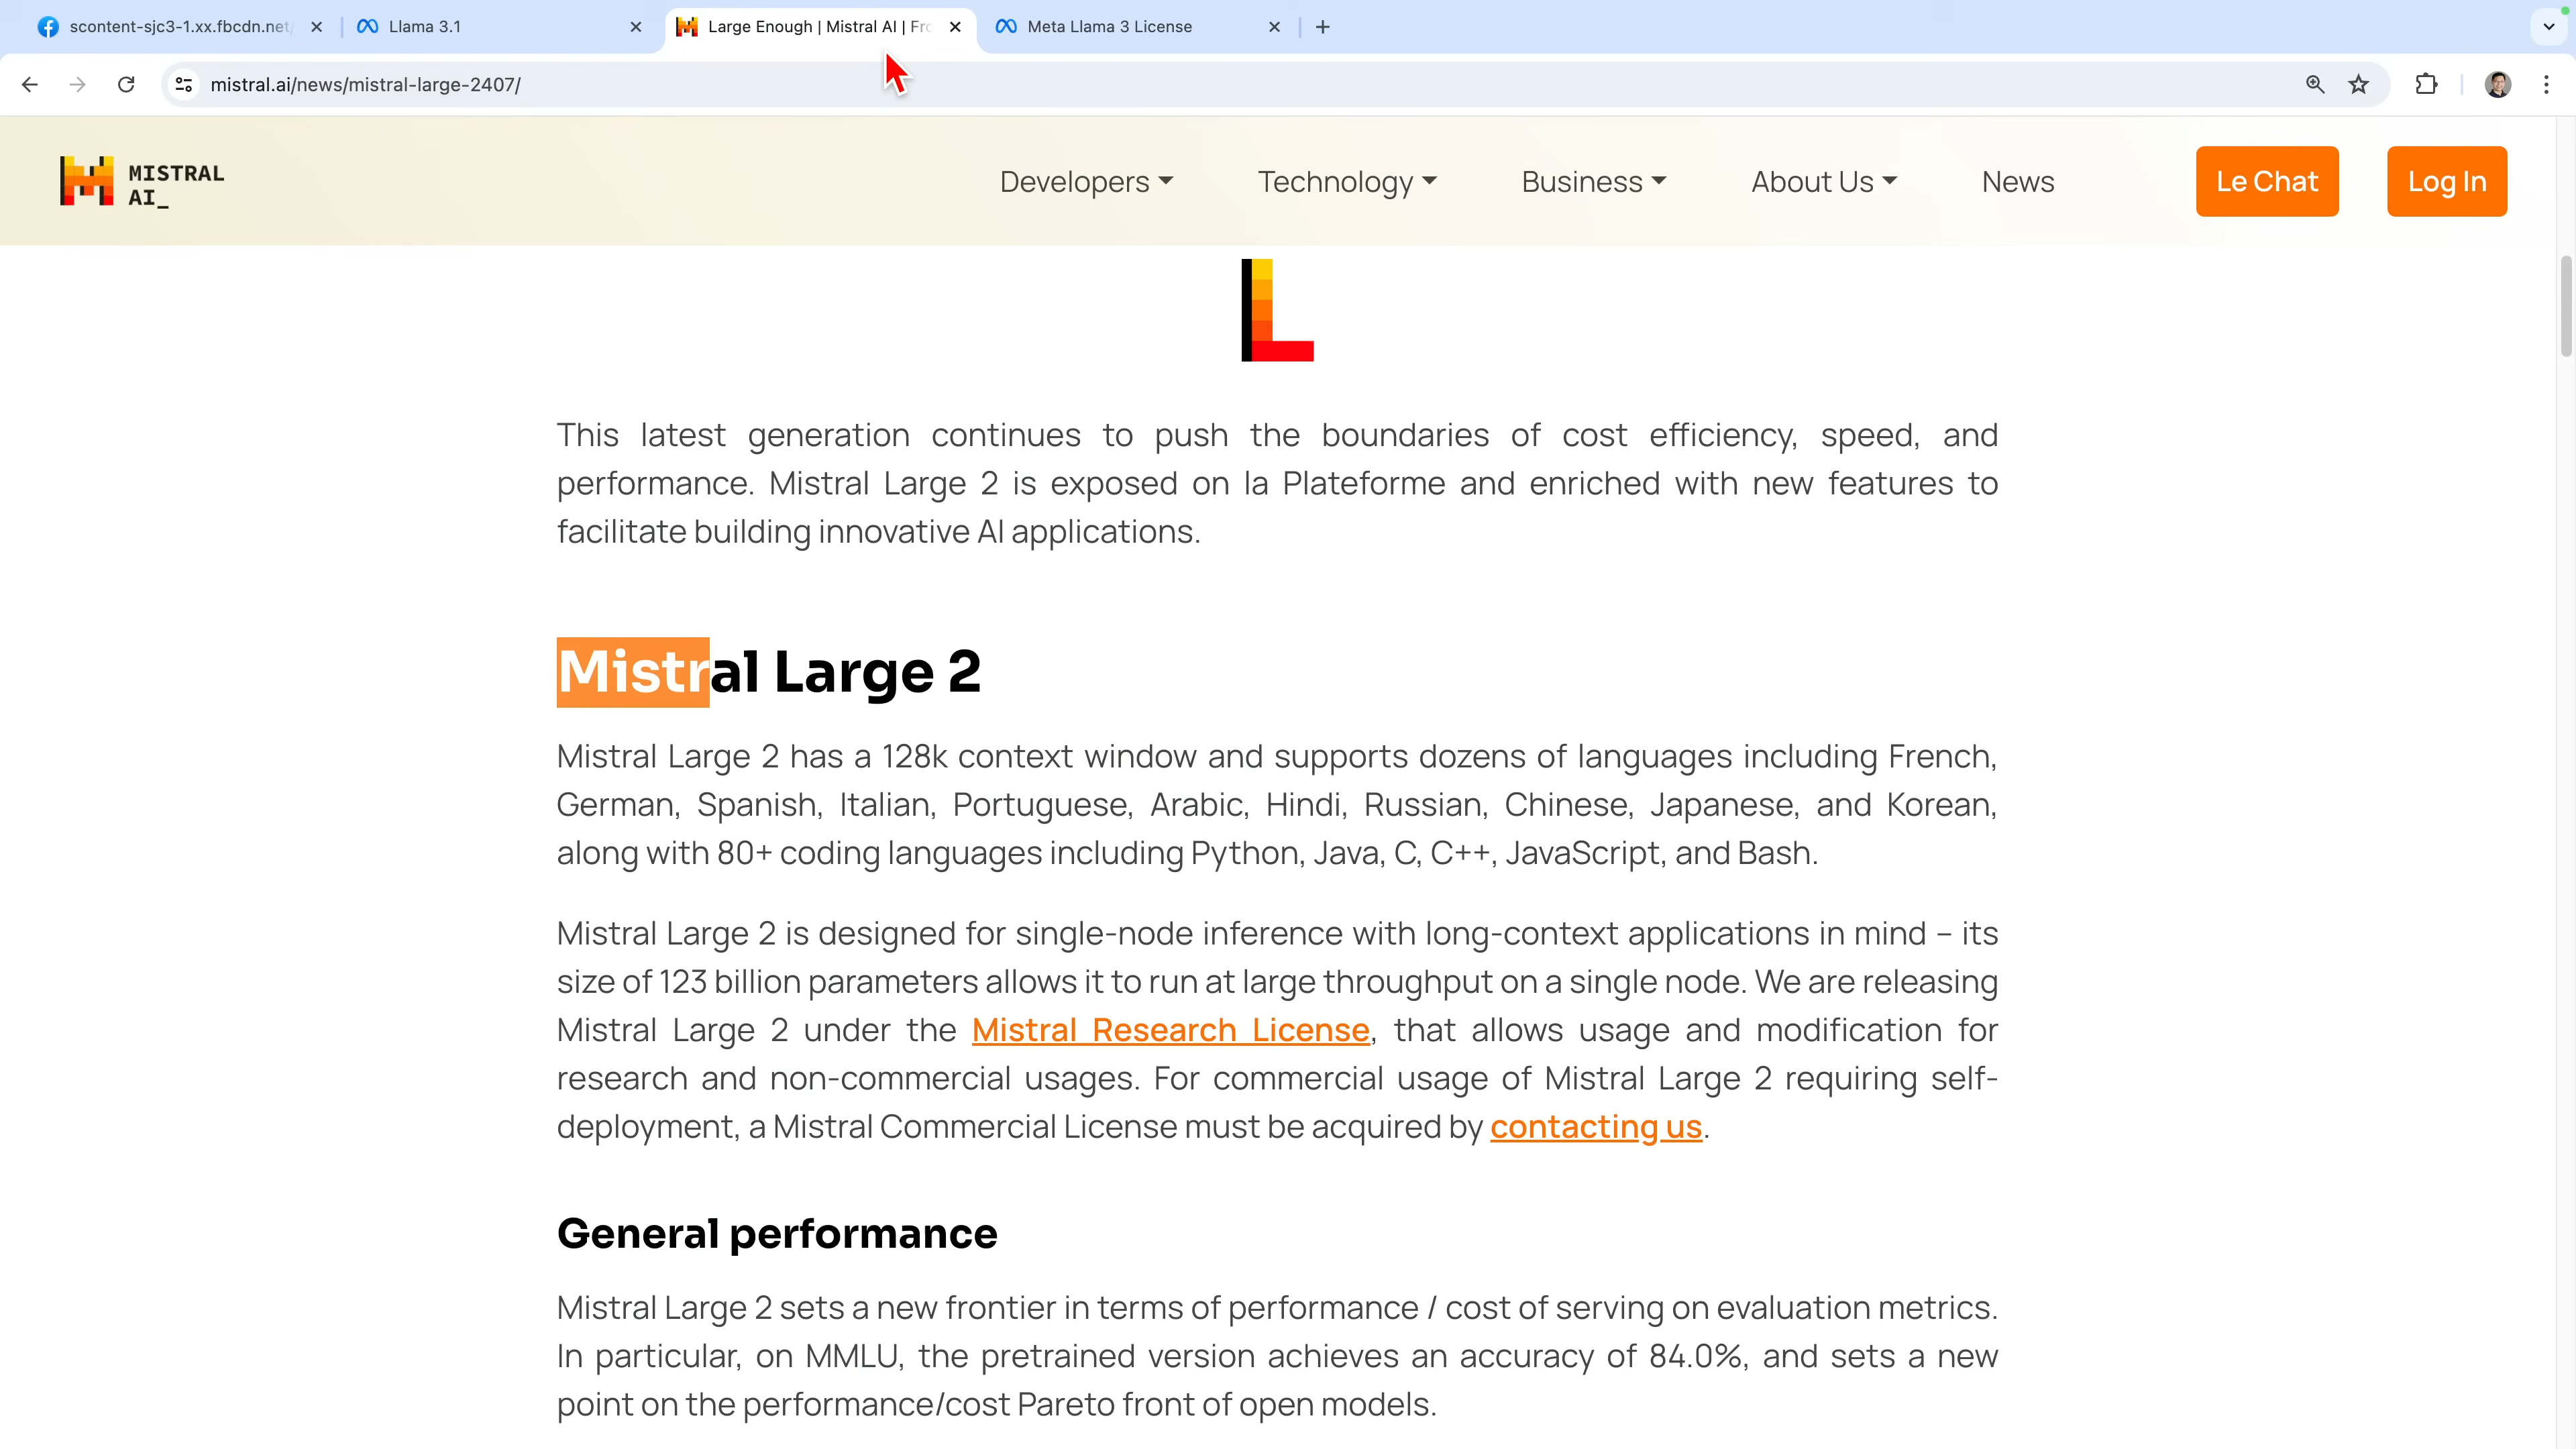 scontent-sjc3-1.xx.fbcdn.net/
Llama 3.1
Large Enough | Mistral AI | Fro
Meta Llama 3 License
mistral.ai/news/mistral-large-2407/
MISTRAL
AI_
Developers
Technology
Business
About Us
News
Le Chat
Log In
L
This latest generation continues to push the boundaries of cost efficiency, speed, and
performance. Mistral Large 2 is exposed on la Plateforme and enriched with new features to
facilitate building innovative AI applications.
Mistral Large 2
Mistral Large 2 has a 128k context window and supports dozens of languages including French,
German, Spanish, Italian, Portuguese, Arabic, Hindi, Russian, Chinese, Japanese, and Korean,
along with 80+ coding languages including Python, Java, C, C++, JavaScript, and Bash.
Mistral Large 2 is designed for single-node inference with long-context applications in mind – its
size of 123 billion parameters allows it to run at large throughput on a single node. We are releasing
Mistral Large 2 under the Mistral Research License, that allows usage and modification for
research and non-commercial usages. For commercial usage of Mistral Large 2 requiring self-
deployment, a Mistral Commercial License must be acquired by contacting us.
General performance
Mistral Large 2 sets a new frontier in terms of performance / cost of serving on evaluation metrics.
In particular, on MMLU, the pretrained version achieves an accuracy of 84.0%, and sets a new
point on the performance/cost Pareto front of open models.